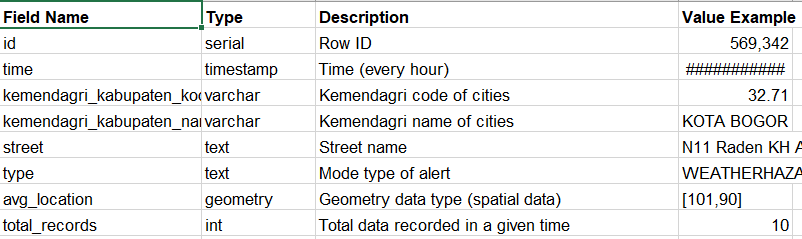 Field Name Type Description Value Example
id serial Row ID 569,342
time timestamp Time (every hour) ###########
kemendagri_kabupaten_ko varchar Kemendagri code of cities 32.71
kemendagri_kabupaten_na varchar Kemendagri name of cities KOTA BOGOR
street text Street name N11 Raden KH A
type text Mode type of alert WEATHERHAZA
avg_location geometry Geometry data type (spatial data) [101,90]
total_records int Total data recorded in a given time 10